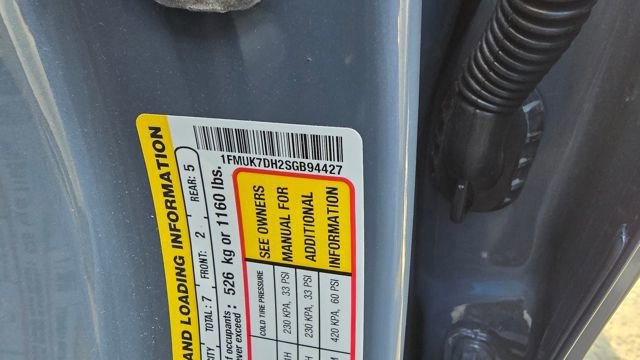 1FMUK7DH2SGB94427
AND LOADING INFORMATION
CITY TOTAL : 7 FRONT: 2 REAR: 5
f occupants : 526 kg or 1160 lbs.
ver exceed :
COLD TIRE PRESSURE SEE OWNERS
230 KPA, 33 PSI MANUAL FOR
230 KPA, 33 PSI ADDITIONAL
420 KPA, 60 PSI INFORMATION